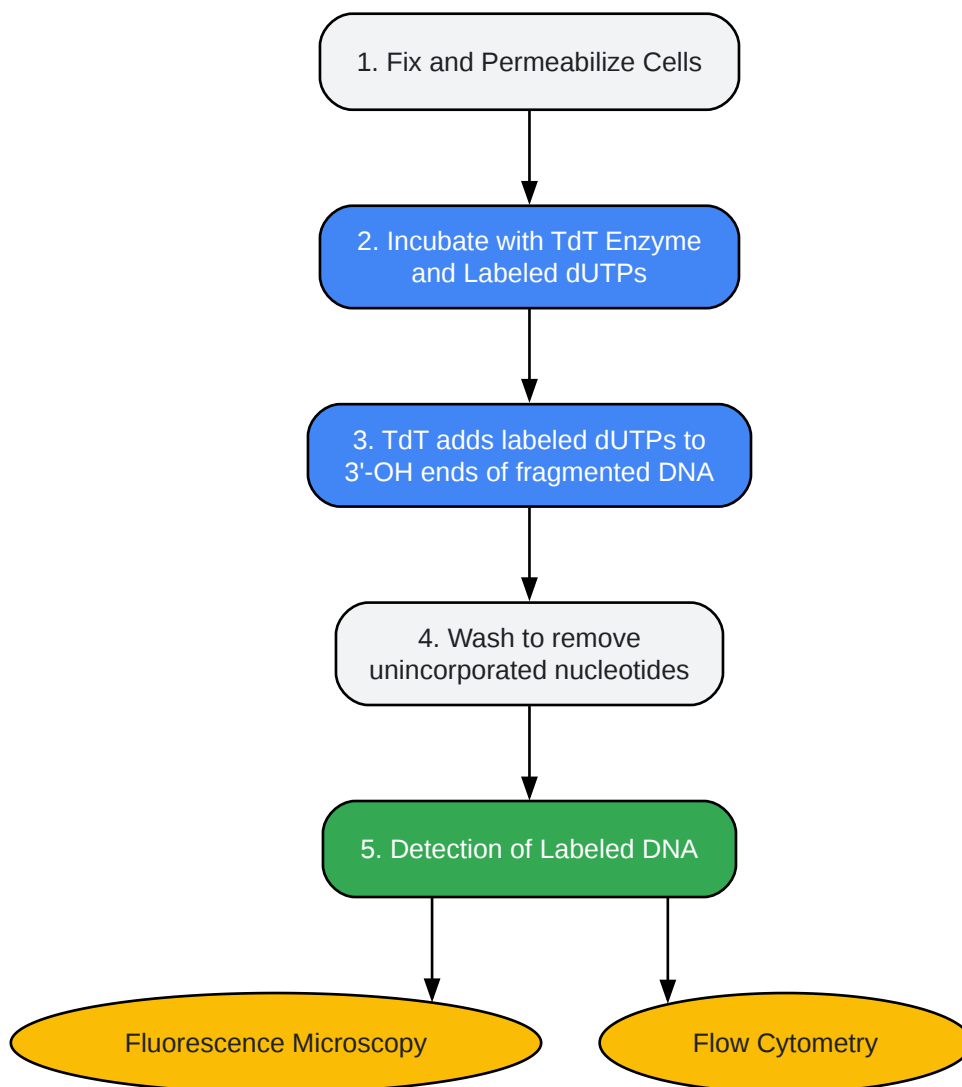 1. Fix and Permeabilize Cells
2. Incubate with TdT Enzyme
and Labeled dUTPs
3. TdT adds labeled dUTPs to
3'-OH ends of fragmented DNA
4. Wash to remove
unincorporated nucleotides
5. Detection of Labeled DNA
Fluorescence Microscopy
Flow Cytometry